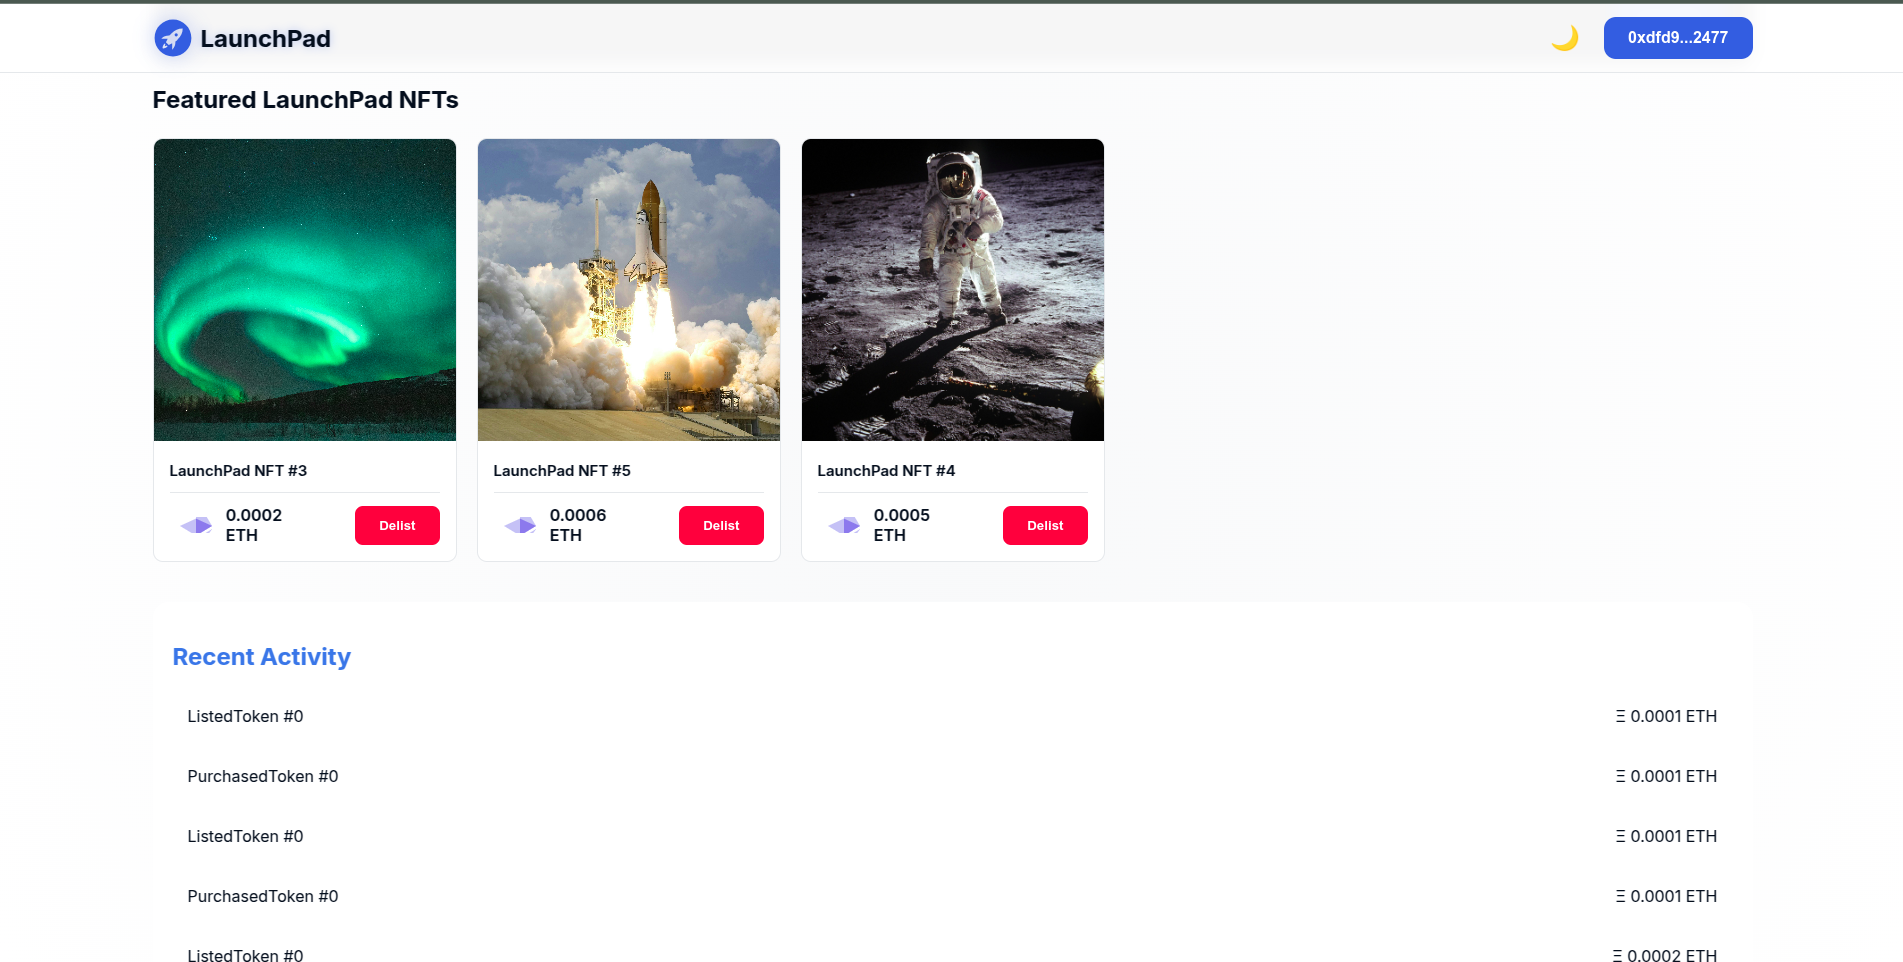 LaunchPad
0xdfd9...2477
Featured LaunchPad NFTs
LaunchPad NFT #3
0.0002
ETH
Delist
LaunchPad NFT #5
0.0006
ETH
Delist
LaunchPad NFT #4
0.0005
ETH
Delist
Recent Activity
ListedToken #0
Ξ 0.0001 ETH
PurchasedToken #0
Ξ 0.0001 ETH
ListedToken #0
Ξ 0.0001 ETH
PurchasedToken #0
Ξ 0.0001 ETH
ListedToken #0
Ξ 0.0002 ETH